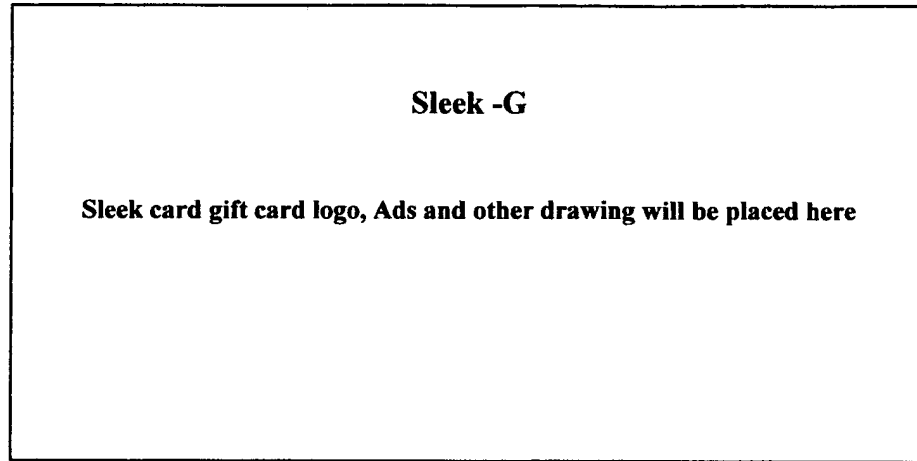 Sleek -G
Sleek card gift card logo, Ads and other drawing will be placed here